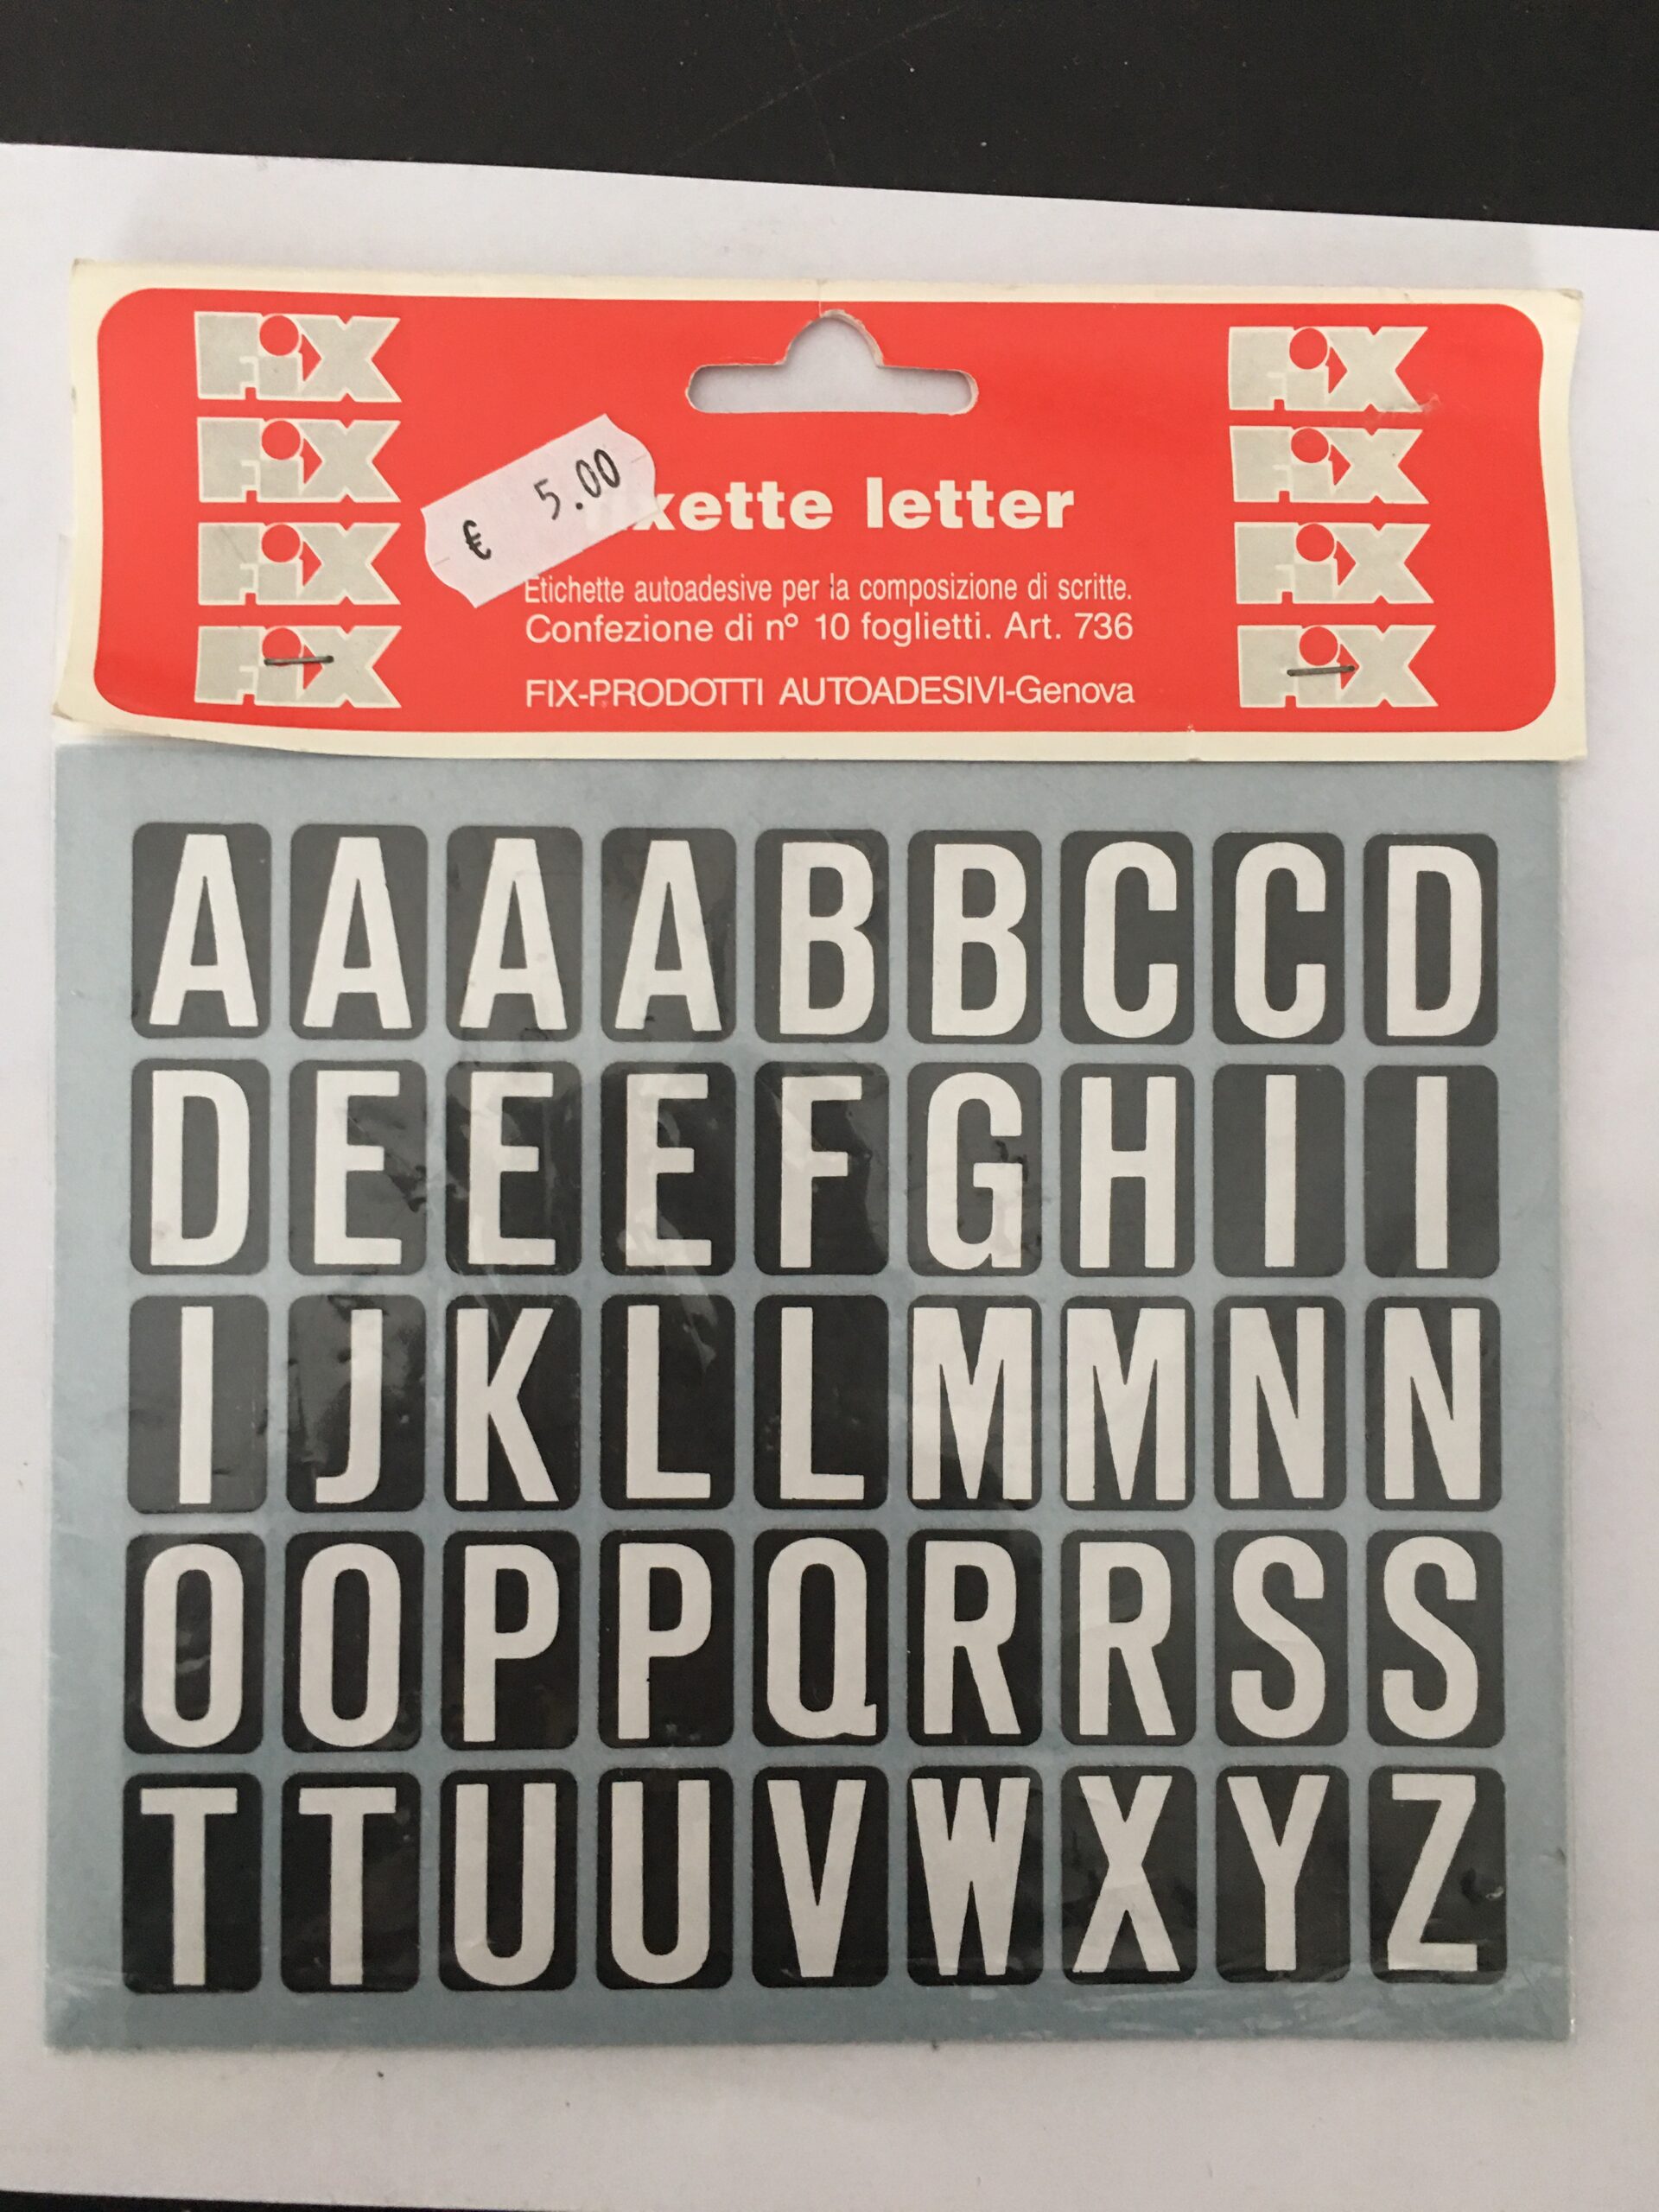 FiX FiX
FiX FiX
FiX FiX
FiX FiX
€ 5.00
xette letter
Etichette autoadesive per la composizione di scritte.
Confezione di nº 10 foglietti. Art. 736
FIX-PRODOTTI AUTOADESIVI-Genova
A A A A B B C C D
D E E E F G H I I
I J K L L M M N N
O O P P Q R R S S
T T U U V W X Y Z